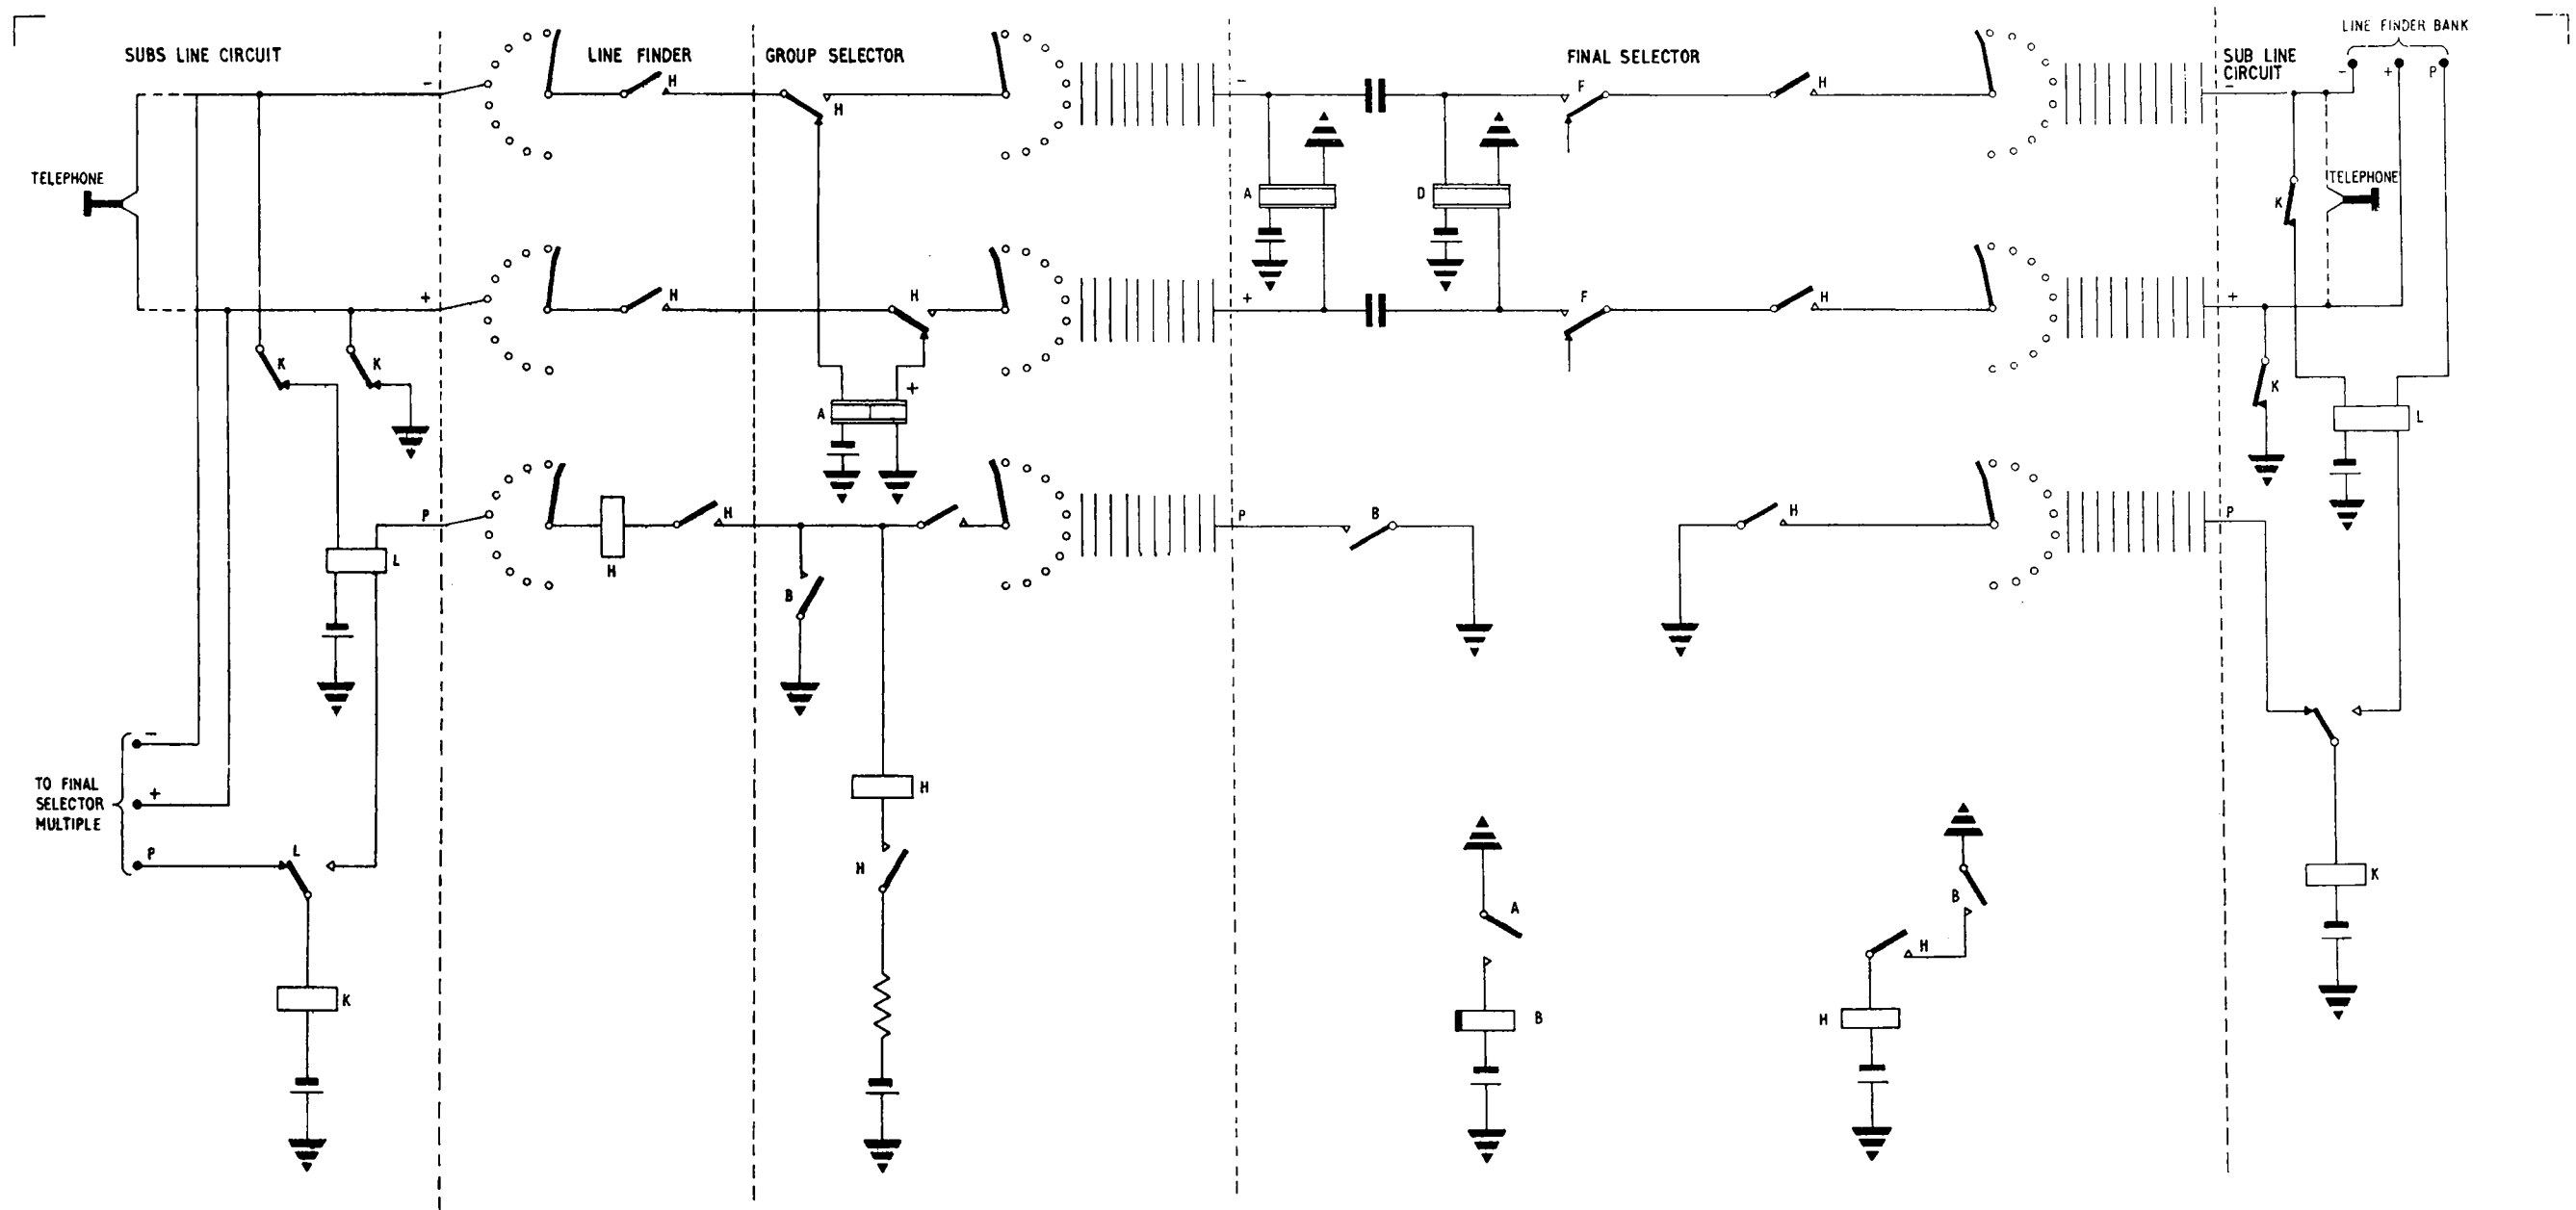 SUBS LINE CIRCUIT
LINE FINDER
GROUP SELECTOR
FINAL SELECTOR
SUB LINE
CIRCUIT
LINE FINDER BANK
- + P
- H H - F H -
TELEPHONE
A D K TELEPHONE
+ H H + F H +
K K K
+
A L
P H P B H P
L H
B
-
TO FINAL
SELECTOR
MULTIPLE
+
P L
H
H
K
A
B
H
B
H
K